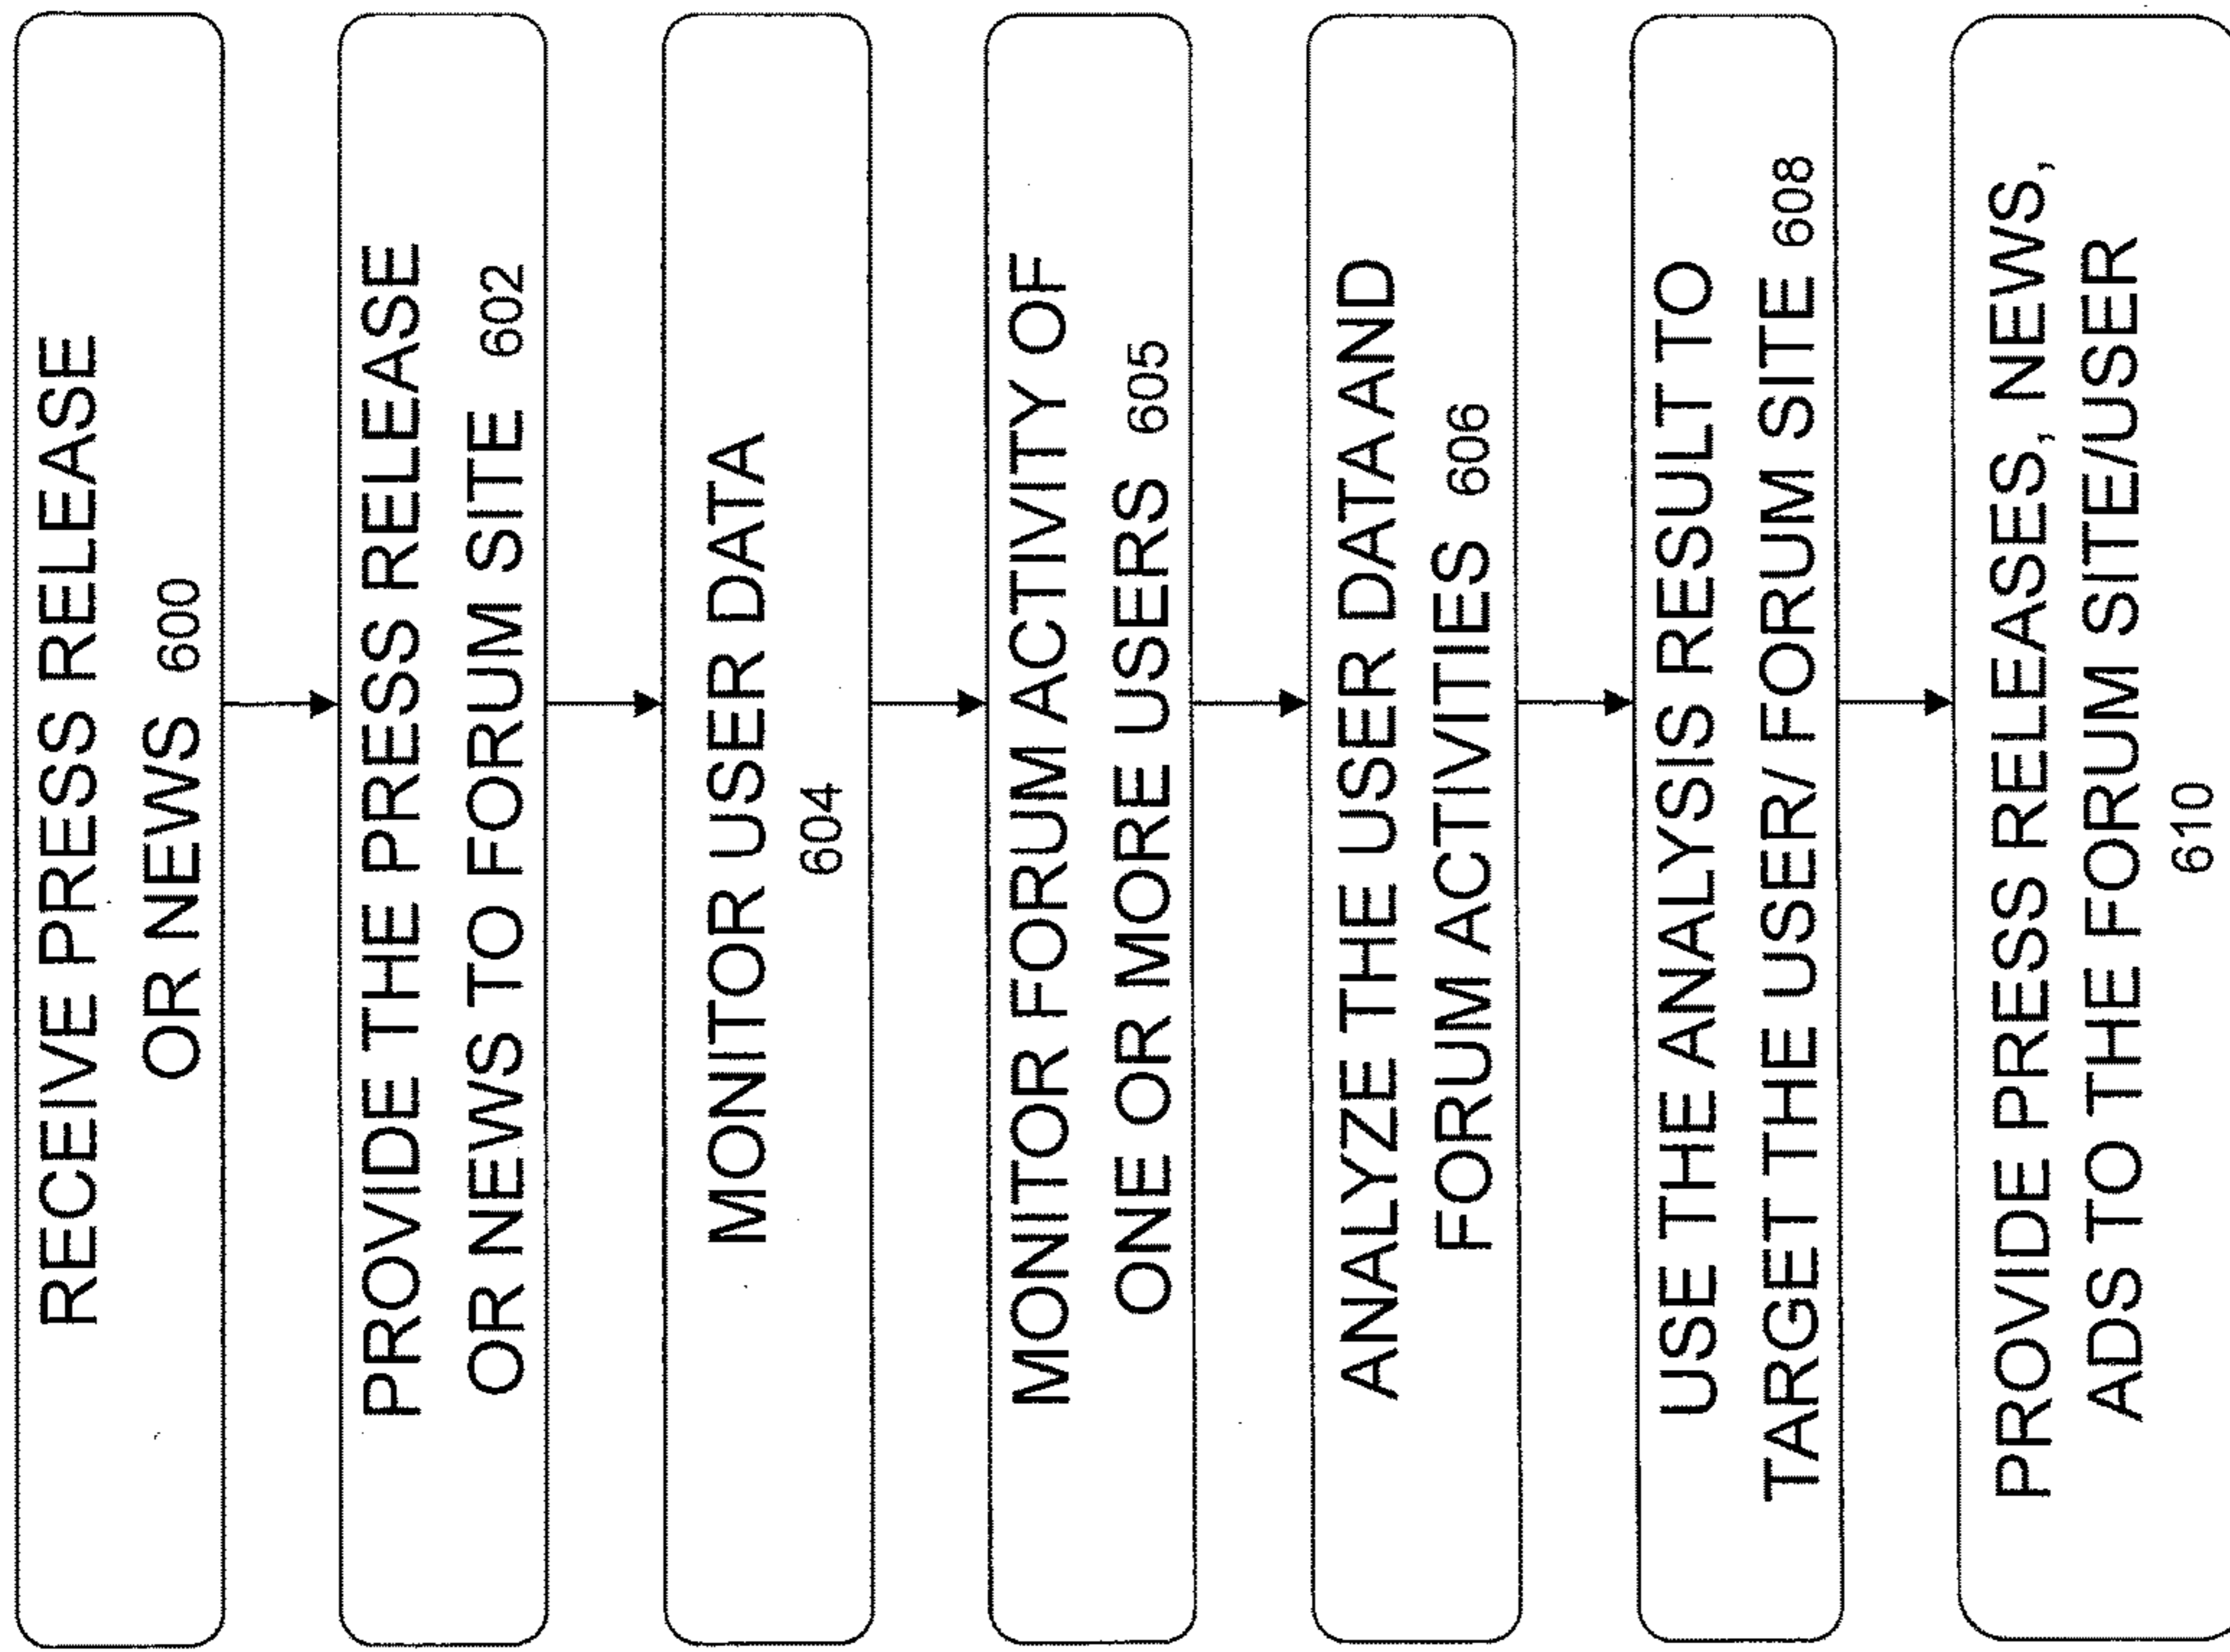 RECEIVE PRESS RELEASE
OR NEWS 600
PROVIDE THE PRESS RELEASE
OR NEWS TO FORUM SITE 602
MONITOR USER DATA
604
MONITOR FORUM ACTIVITY OF
ONE OR MORE USERS 605
ANALYZE THE USER DATA AND
FORUM ACTIVITIES 606
USE THE ANALYSIS RESULT TO
TARGET THE USER/ FORUM SITE 608
PROVIDE PRESS RELEASES, NEWS,
ADS TO THE FORUM SITE/USER
610